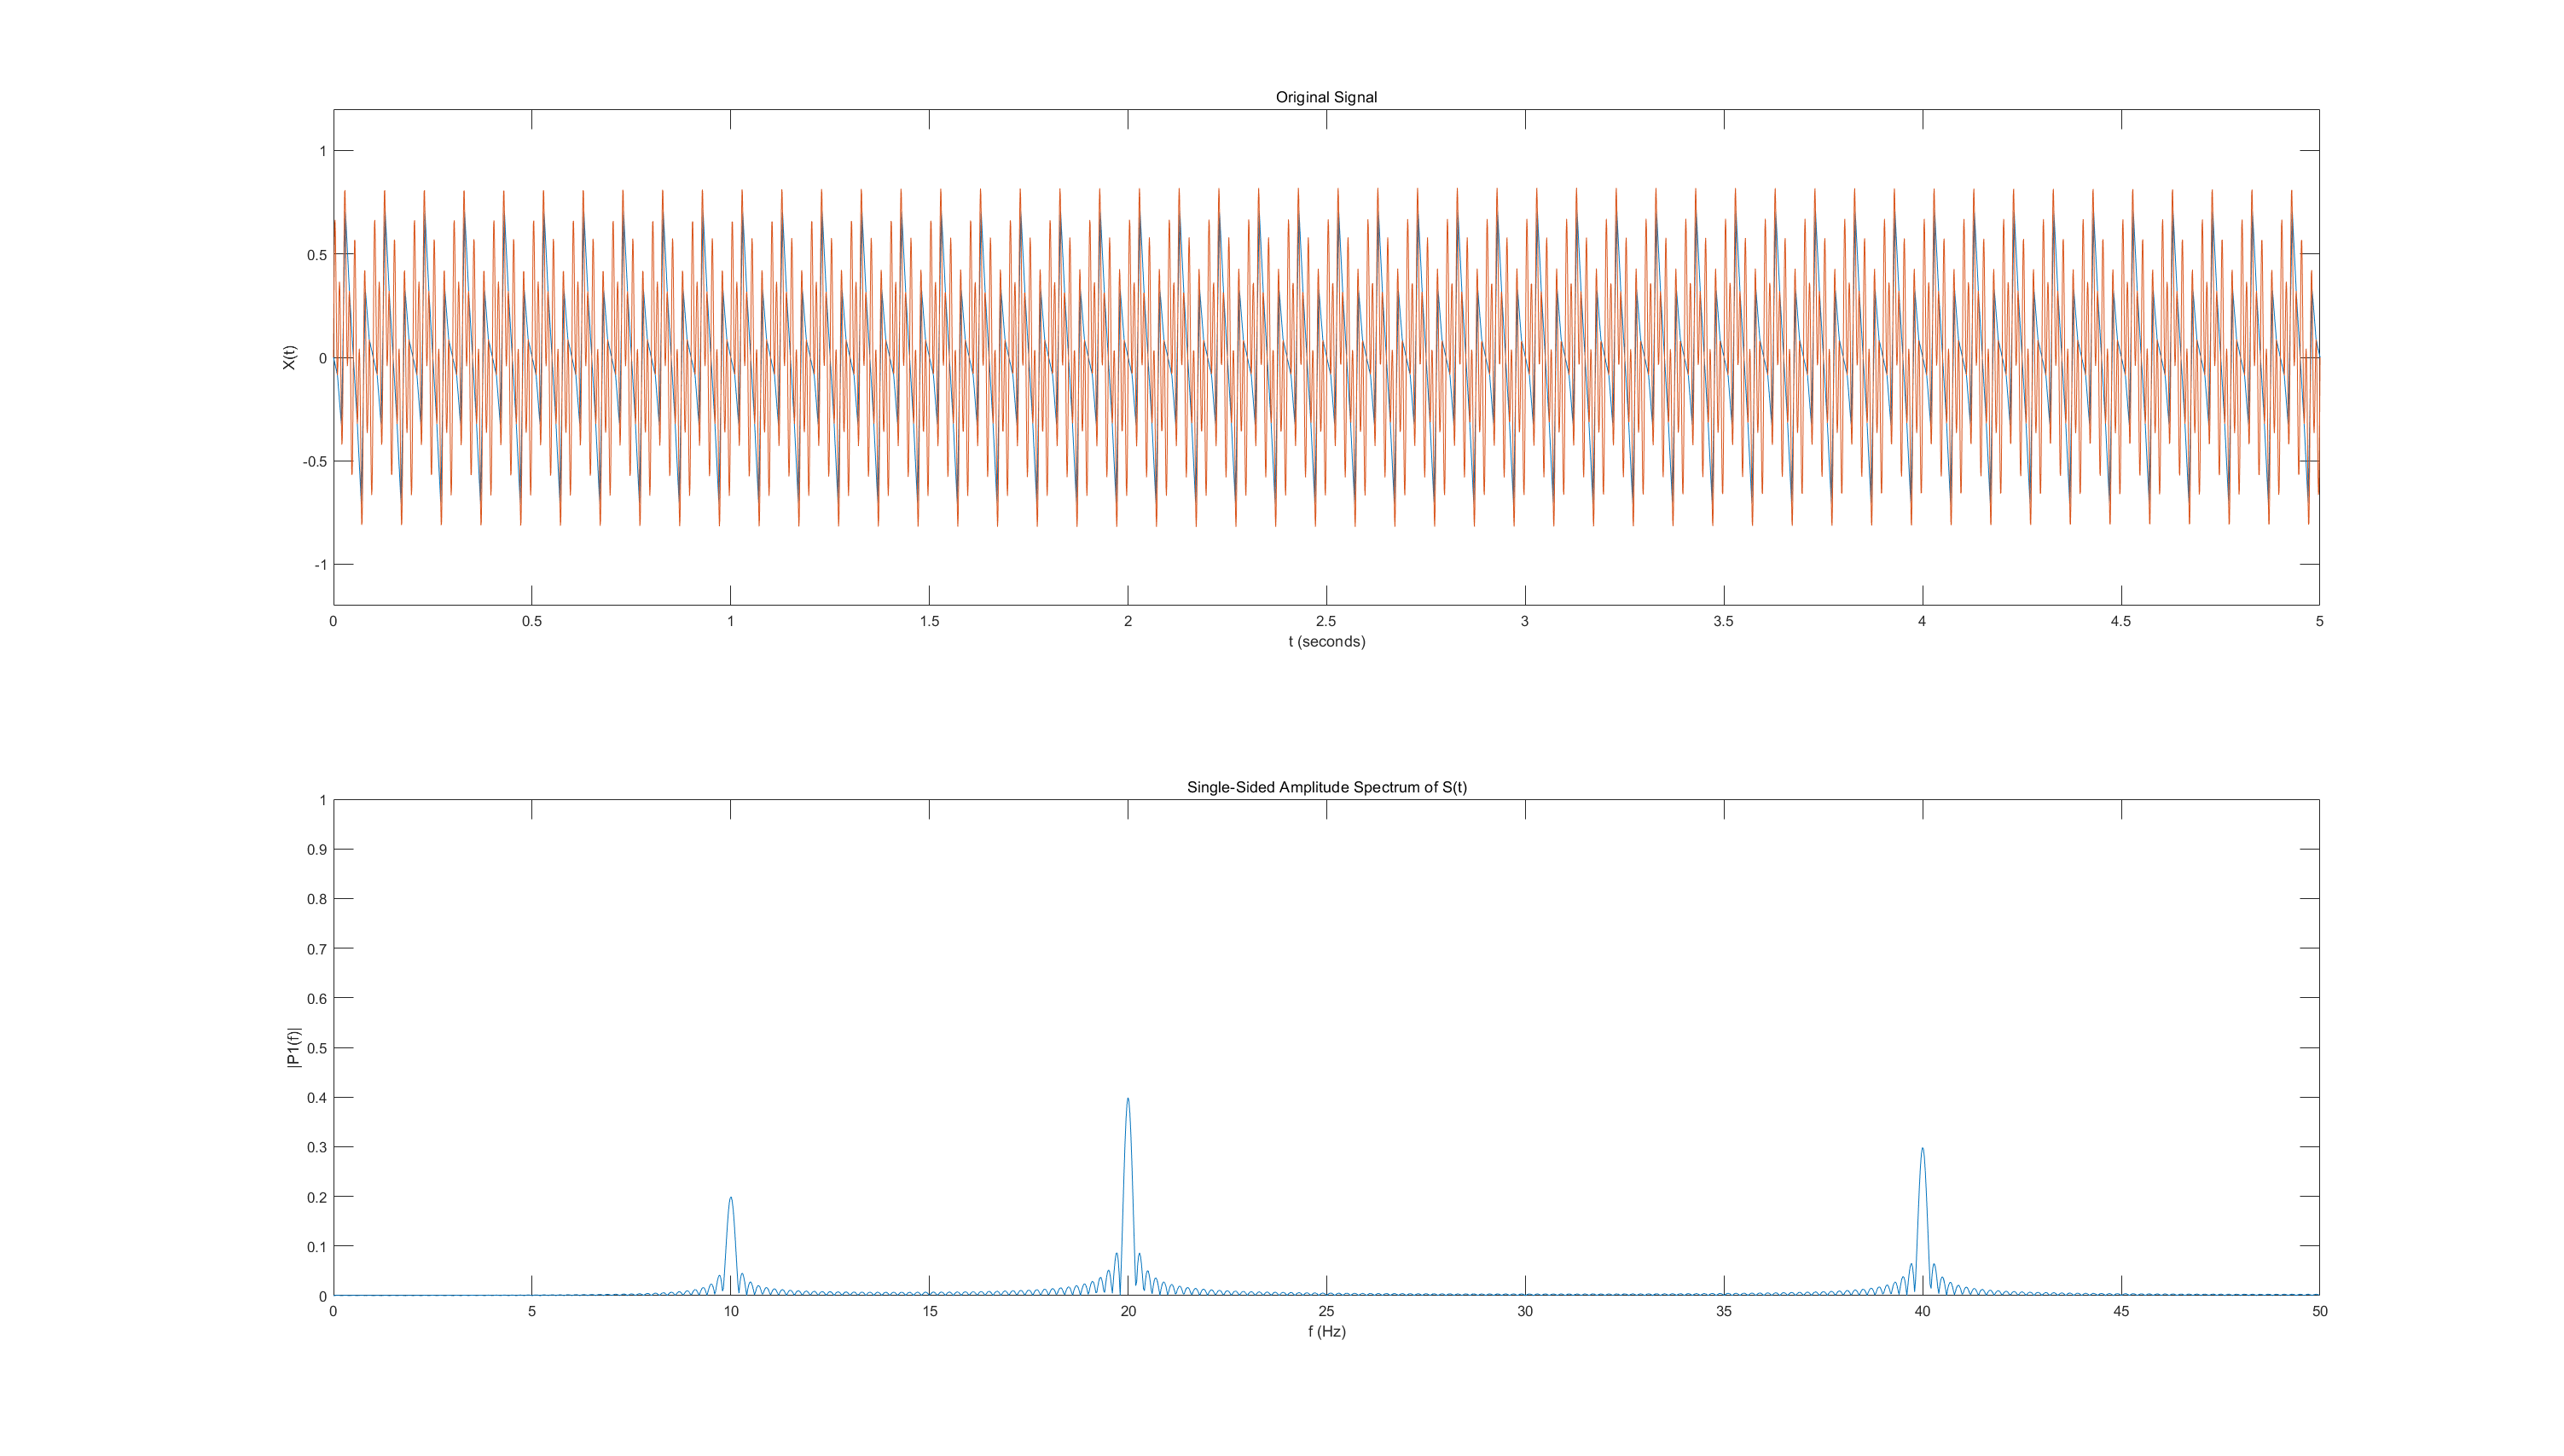 Original Signal
1
0.5
0
-0.5
-1
X(t)
0 0.5 1 1.5 2 2.5 3 3.5 4 4.5 5
t (seconds)
Single-Sided Amplitude Spectrum of S(t)
1
0.9
0.8
0.7
0.6
0.5
0.4
0.3
0.2
0.1
0
|P1(f)|
0 5 10 15 20 25 30 35 40 45 50
f (Hz)